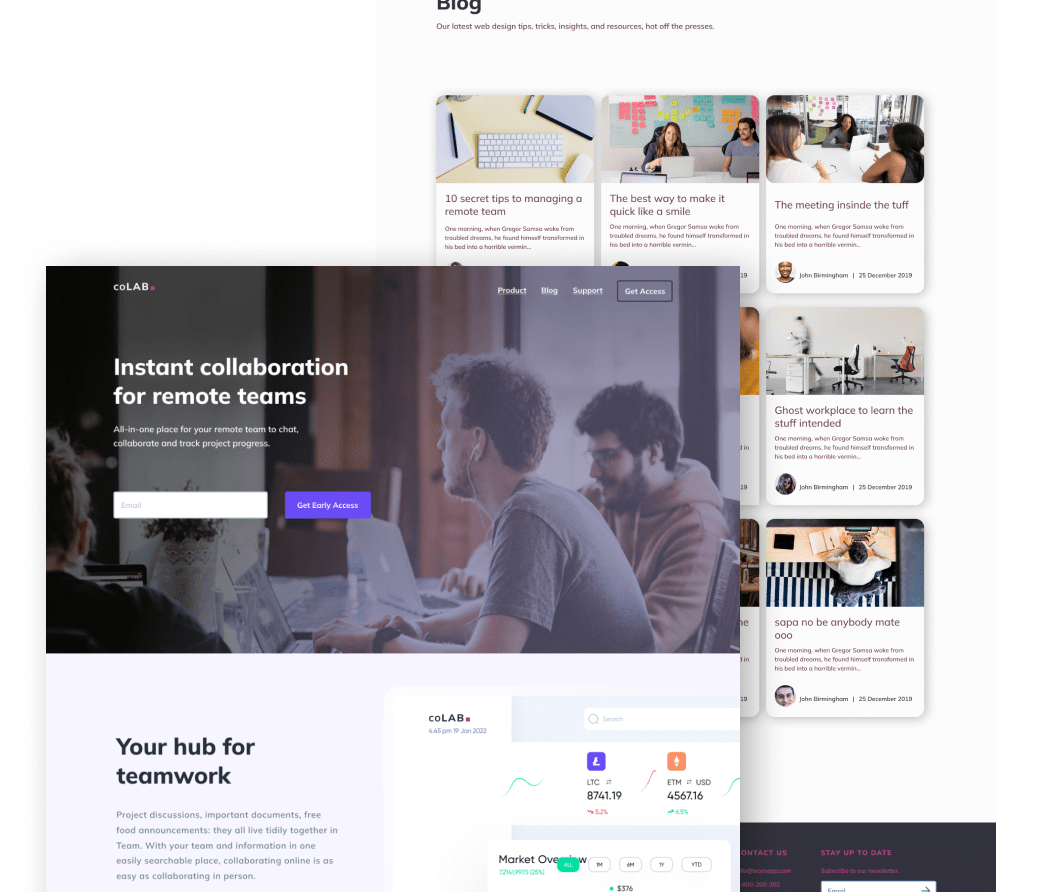 Blog
Our latest web design tips, tricks, insights, and resources, hot off the presses.
10 secret tips to managing a
remote team
One morning, when Gregor Samsa woke from
troubled dreams, he found himself transformed in
his bed into a horrible vermin...
The best way to make it
quick like a smile
One morning, when Gregor Samsa woke from
troubled dreams, he found himself transformed in
his bed into a horrible vermin...
19
The meeting insinde the tuff
One morning, when Gregor Samsa woke from
troubled dreams, he found himself transformed in
his bed into a horrible vermin...
John Birmingham | 25 December 2019
d in
Ghost workplace to learn the
stuff intended
One morning, when Gregor Samsa woke from
troubled dreams, he found himself transformed in
his bed into a horrible vermin...
19
John Birmingham | 25 December 2019
ne
d in
sapa no be anybody mate
ooo
One morning, when Gregor Samsa woke from
troubled dreams, he found himself transformed in
his bed into a horrible vermin...
19
John Birmingham | 25 December 2019
ONTACT US
fo@teamapp.com
-800-200-300
STAY UP TO DATE
Subscribe to our newsletter.
Email
coLAB
Product Blog Support Get Access
Instant collaboration
for remote teams
All-in-one place for your remote team to chat,
collaborate and track project progress.
Email
Get Early Access
Your hub for
teamwork
Project discussions, important documents, free
food announcements: they all live tidily together in
Team. With your team and information in one
easily searchable place, collaborating online is as
easy as collaborating in person.
coLAB
4.45 pm 19 Jan 2022
Search
LTC ⇄
8741.19
5.2%
ETM ⇄ USD
4567.16
6.5%
Market Overview
ALL 1M 6M 1Y YTD
$376